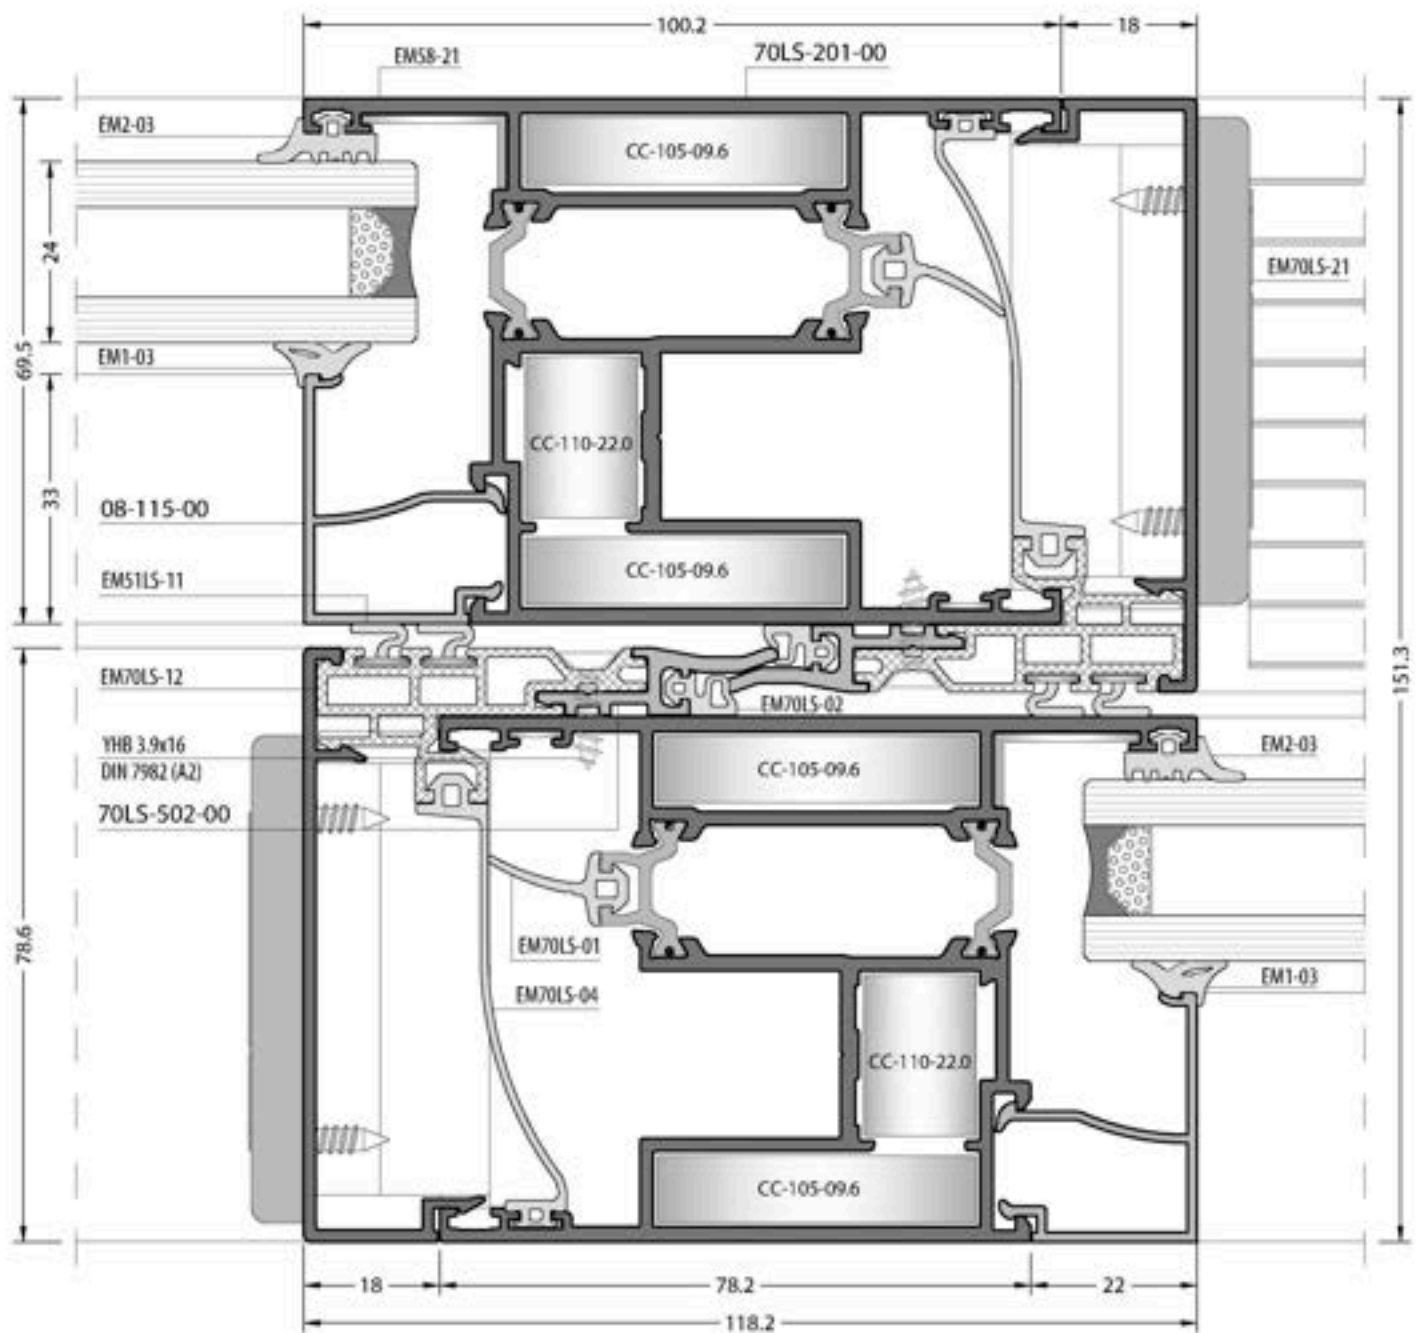 100.2
18
EM58-21
70LS-201-00
EM2-03
CC-105-09.6
24
EM70LS-21
69.5
EM1-03
CC-110-22.0
33
08-115-00
CC-105-09.6
EM51LS-11
EM70LS-12
151.3
EM70LS-02
YHB 3.9x16
DIN 7982 (A2)
EM2-03
CC-105-09.6
70LS-502-00
78.6
EM70LS-01
EM1-03
EM70LS-04
CC-110-22.0
CC-105-09.6
18
78.2
22
118.2